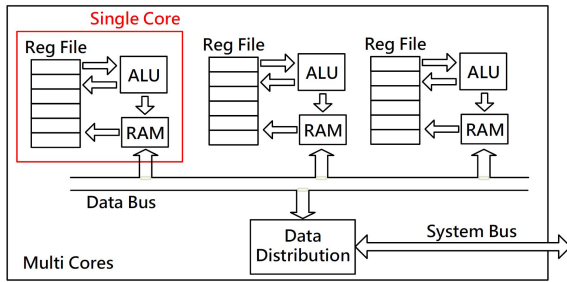 Single Core
Reg File
ALU
RAM
Reg File
ALU
RAM
Reg File
ALU
RAM
Data Bus
Data
Distribution
System Bus
Multi Cores